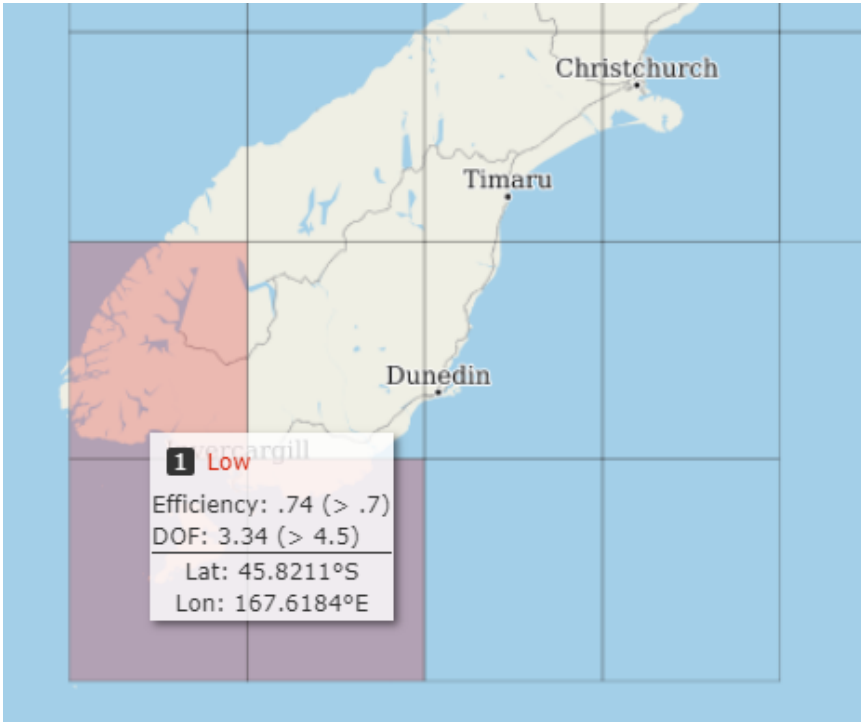 Christchurch
Timaru
Dunedin
Invercargill
1 Low
Efficiency: .74 (> .7)
DOF: 3.34 (> 4.5)
Lat: 45.8211°S
Lon: 167.6184°E